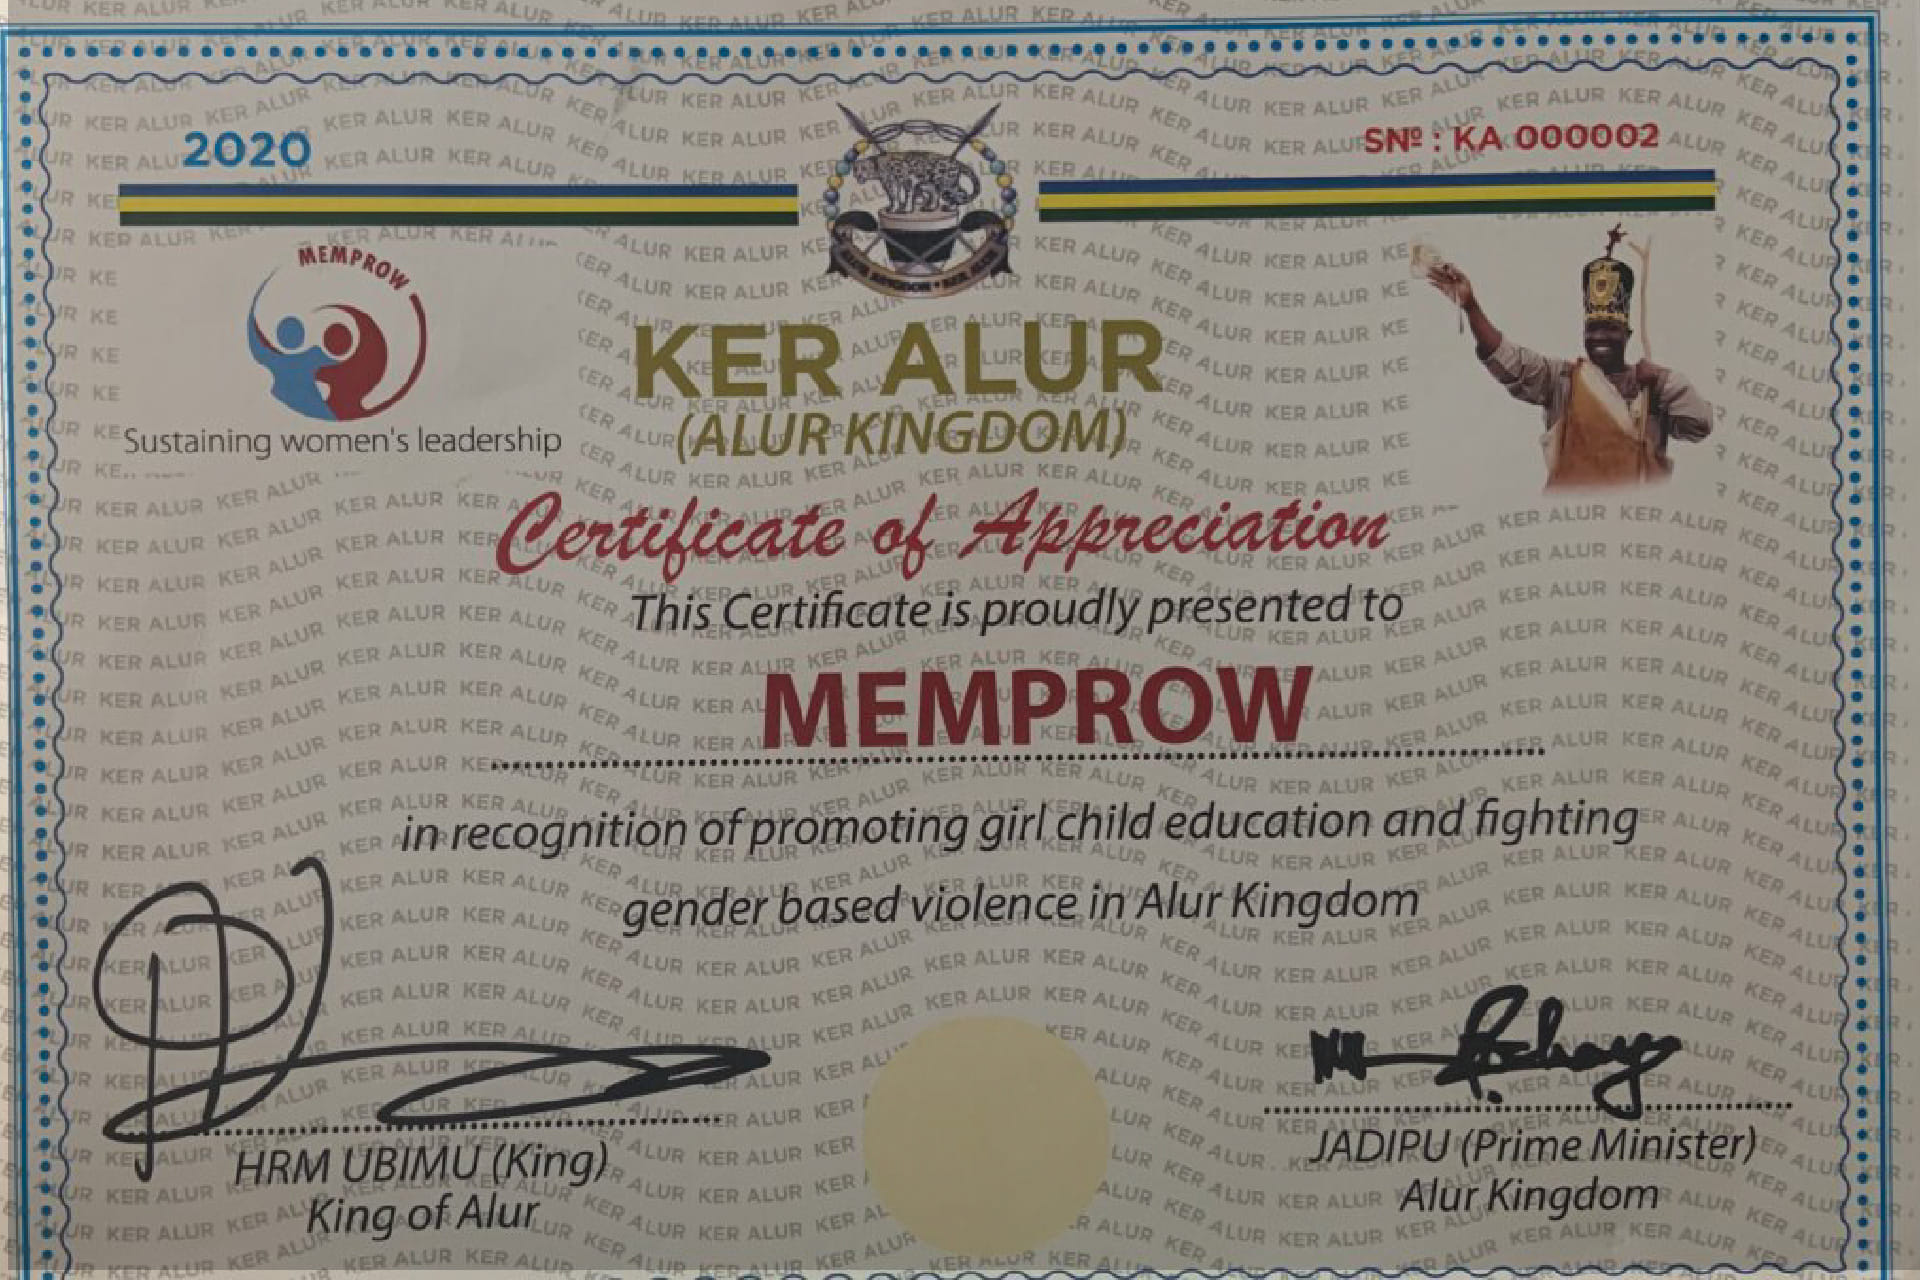 2020
SNº : KA 000002
MEMPROW
Sustaining women's leadership
KER ALUR
(ALUR KINGDOM)
Certificate of Appreciation
This Certificate is proudly presented to
MEMPROW
in recognition of promoting girl child education and fighting
gender based violence in Alur Kingdom
HRM UBIMU (King)
King of Alur
JADIPU (Prime Minister)
Alur Kingdom